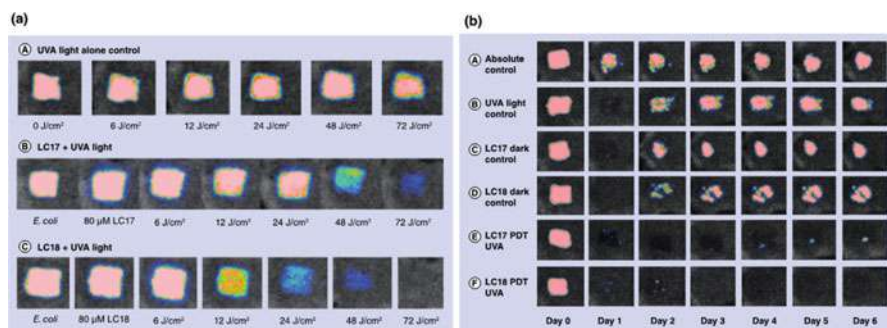 (a)
A UVA light alone control
0 J/cm² 6 J/cm² 12 J/cm² 24 J/cm² 48 J/cm² 72 J/cm²
B LC17 + UVA light
E. coli 80 µM LC17 6 J/cm² 12 J/cm² 24 J/cm² 48 J/cm² 72 J/cm²
C LC18 + UVA light
E. coli 80 µM LC18 6 J/cm² 12 J/cm² 24 J/cm² 48 J/cm² 72 J/cm²
(b)
A Absolute
control
B UVA light
control
C LC17 dark
control
D LC18 dark
control
E LC17 PDT
UVA
F LC18 PDT
UVA
Day 0 Day 1 Day 2 Day 3 Day 4 Day 5 Day 6